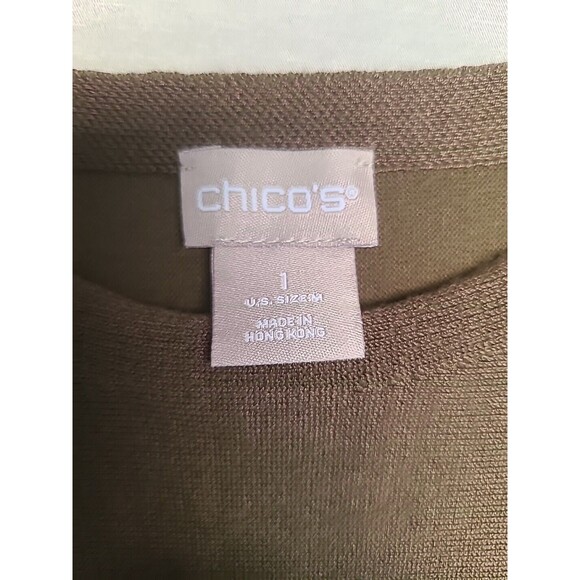 chico's®
1
U.S. SIZE M
MADE IN
HONG KONG